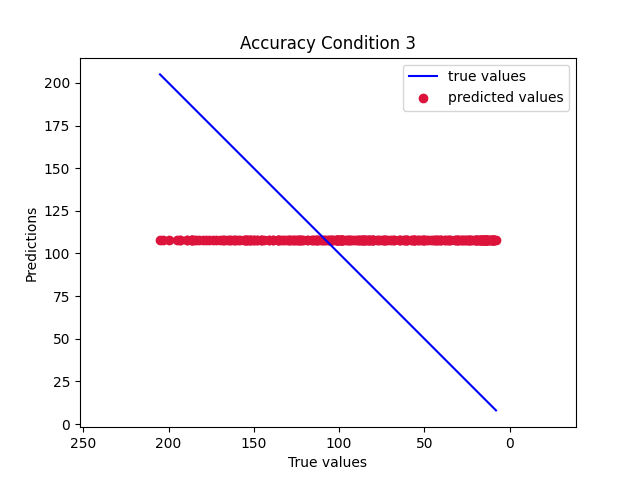 Accuracy Condition 3
true values
predicted values
200
175
150
125
100
75
50
25
0
Predictions
250 200 150 100 50 0
True values